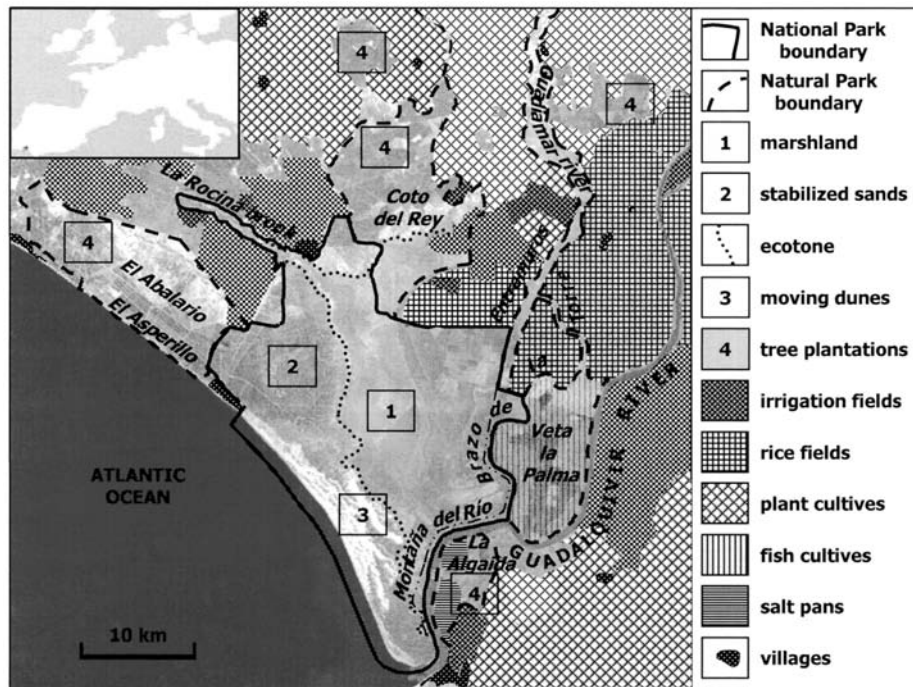 4
4
4
e Guadiamar river
La Rocina brook
Coto
del Rey
4
El Abalario
El Asperillo
Entremuros
La Torre
2
1
Brazo de
Veta
la
Palma
ATLANTIC
OCEAN
3
Montaña del Río
La
Algaida
4
GUADALQUIVIR RIVER
10 km
National Park
boundary
Natural Park
boundary
1 marshland
2 stabilized sands
ecotone
3 moving dunes
4 tree plantations
irrigation fields
rice fields
plant cultives
fish cultives
salt pans
villages